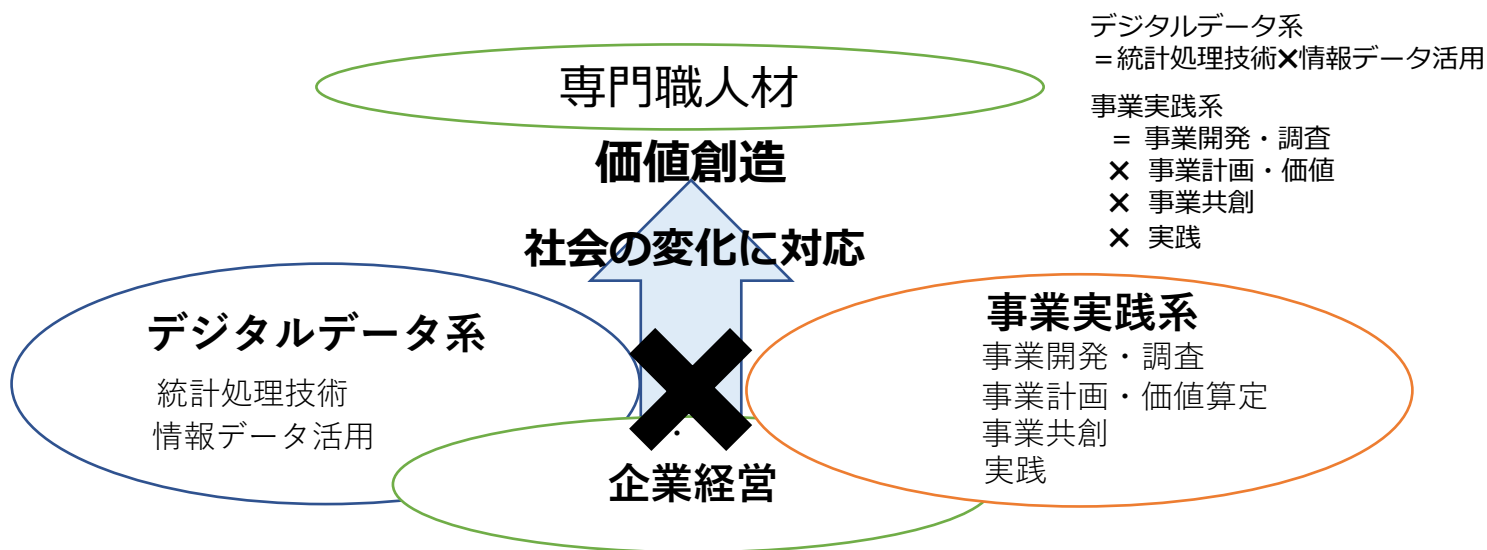 専門職人材
価値創造
社会の変化に対応
デジタルデータ系
統計処理技術
情報データ活用
企業経営
事業実践系
事業開発・調査
事業計画・価値算定
事業共創
実践
デジタルデータ系
＝統計処理技術×情報データ活用
事業実践系
＝ 事業開発・調査
× 事業計画・価値
× 事業共創
× 実践